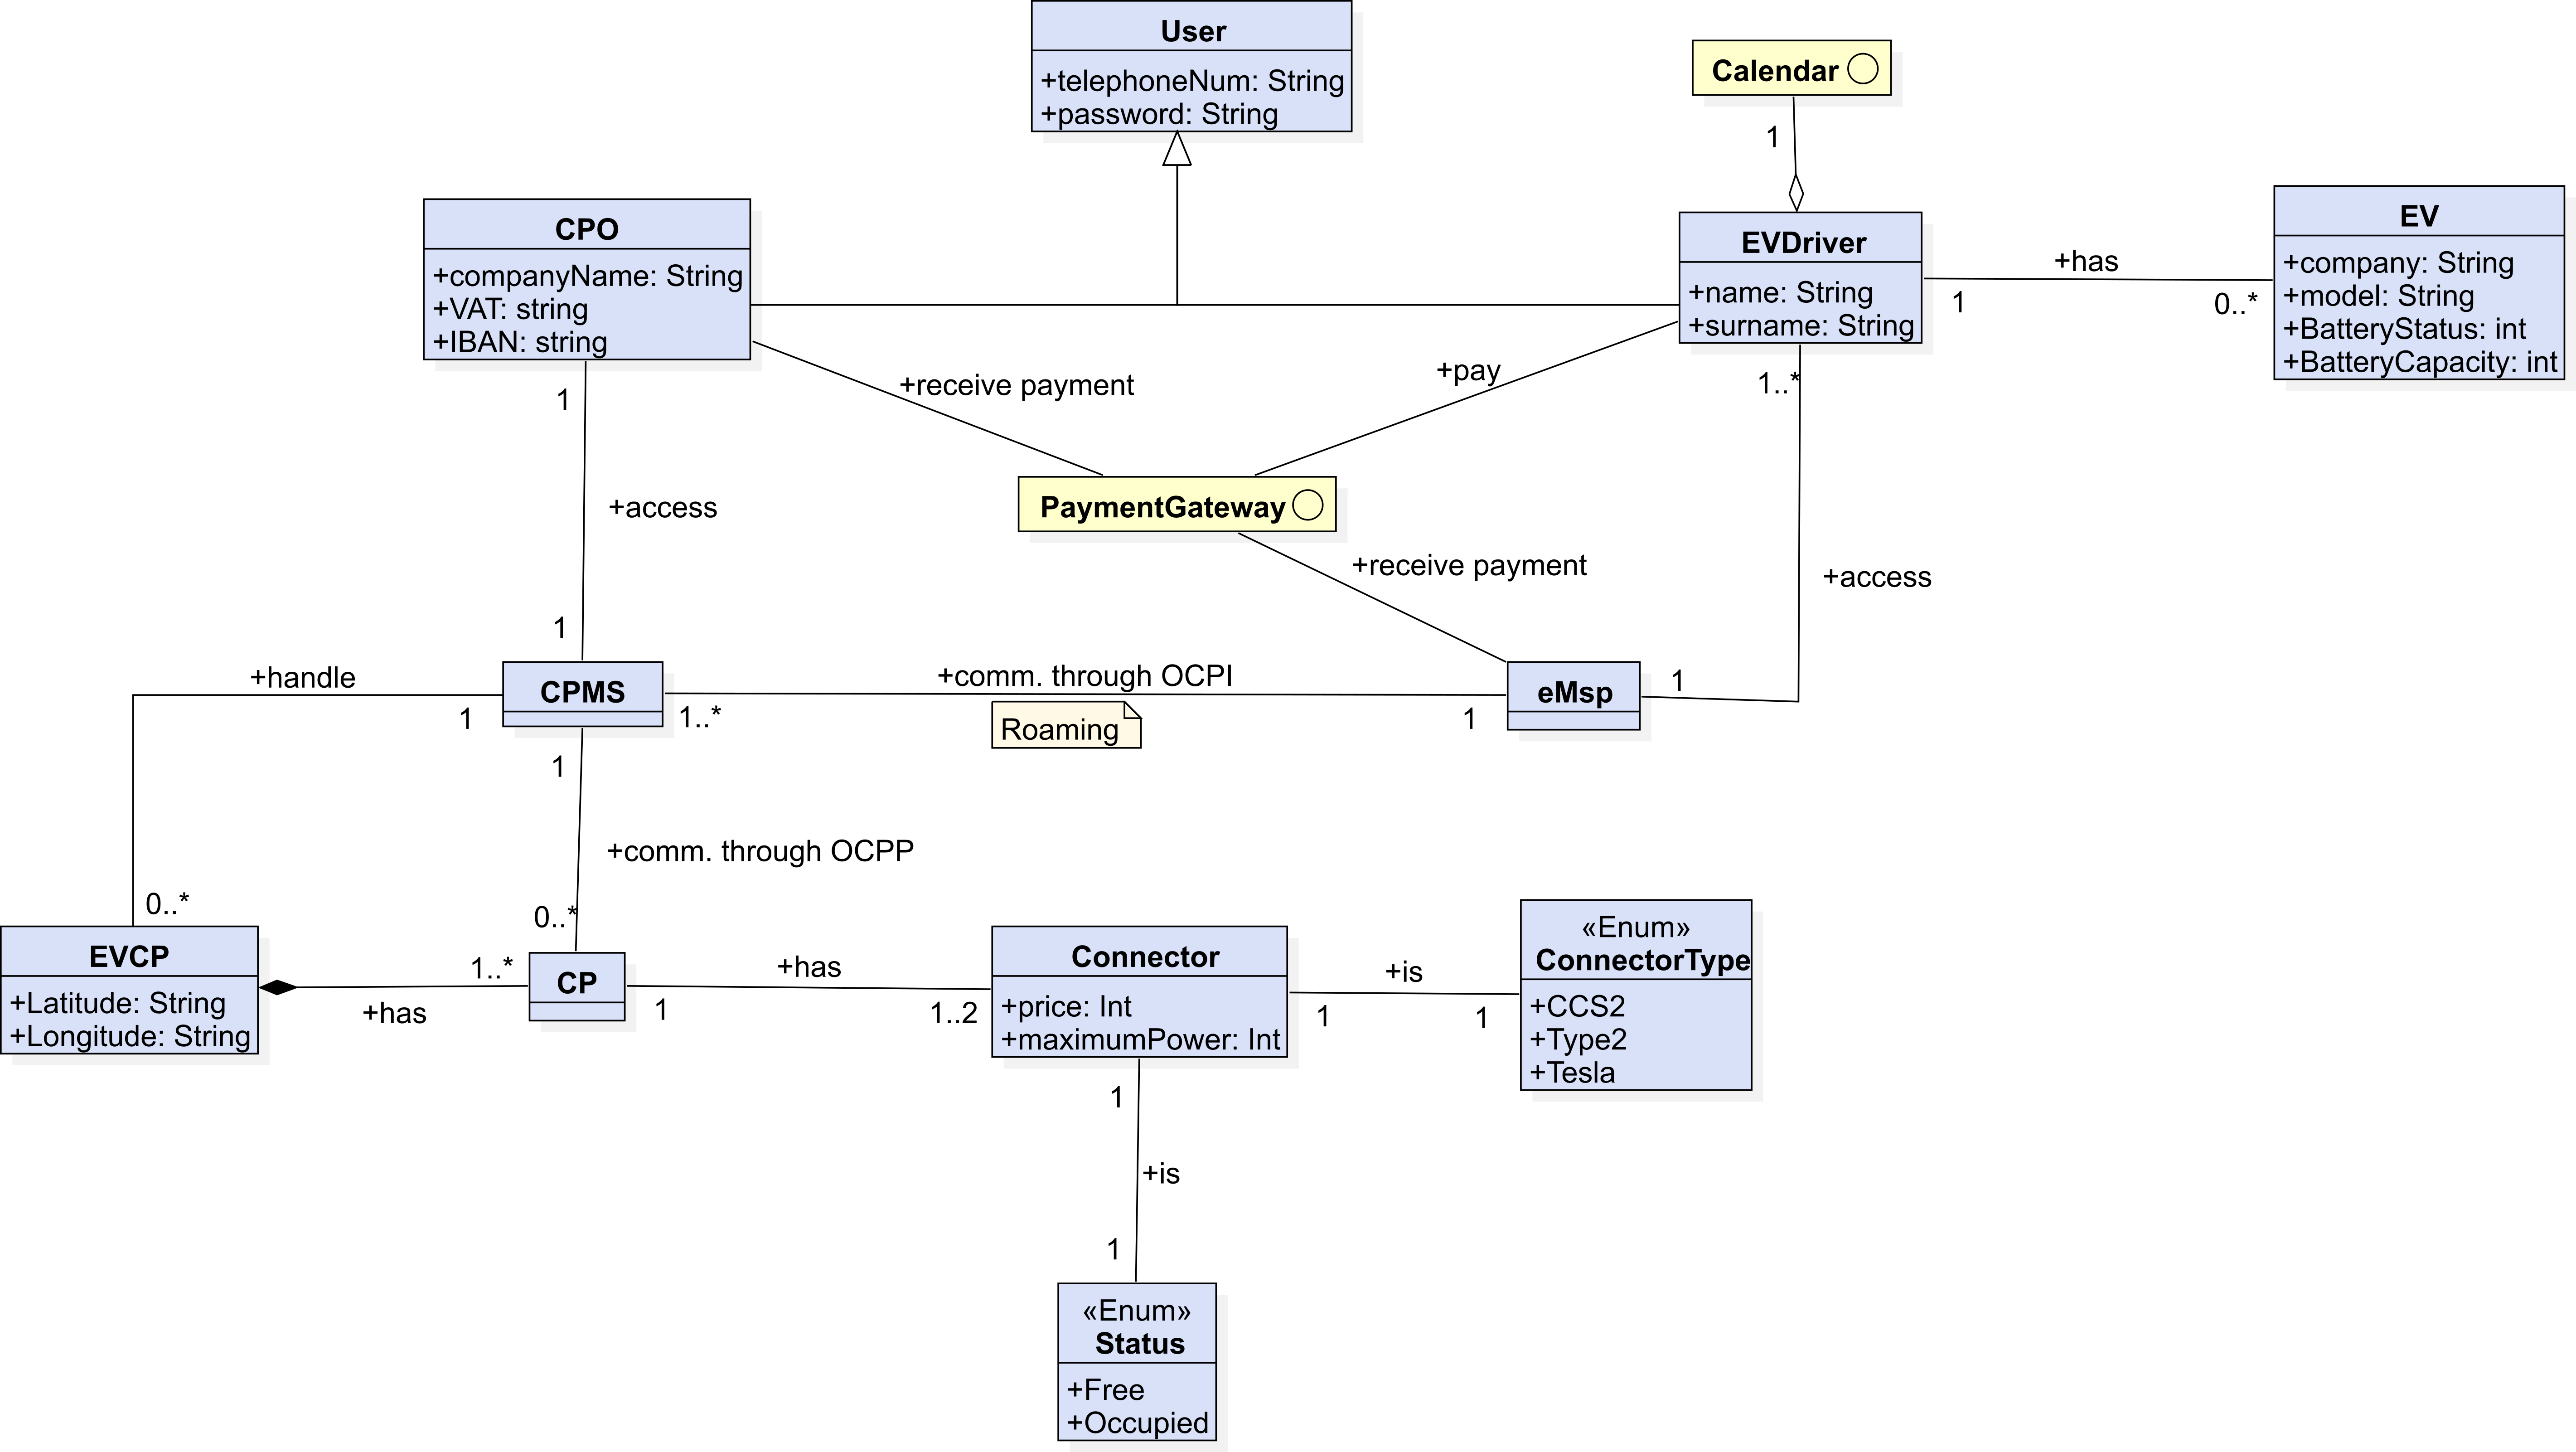 User
+telephoneNum: String
+password: String
Calendar
1
CPO
+companyName: String
+VAT: string
+IBAN: string
EVDriver
+name: String
+surname: String
+has
1
0..*
EV
+company: String
+model: String
+BatteryStatus: int
+BatteryCapacity: int
1
+receive payment
+pay
1..*
+access
PaymentGateway
+receive payment
+access
1
+handle
1
CPMS
1..*
+comm. through OCPI
Roaming
1
eMsp
1
1
+comm. through OCPP
0..*
0..*
EVCP
+Latitude: String
+Longitude: String
1..*
+has
CP
+has
1
1..2
Connector
+price: Int
+maximumPower: Int
+is
1
1
«Enum»
ConnectorType
+CCS2
+Type2
+Tesla
1
+is
1
«Enum»
Status
+Free
+Occupied